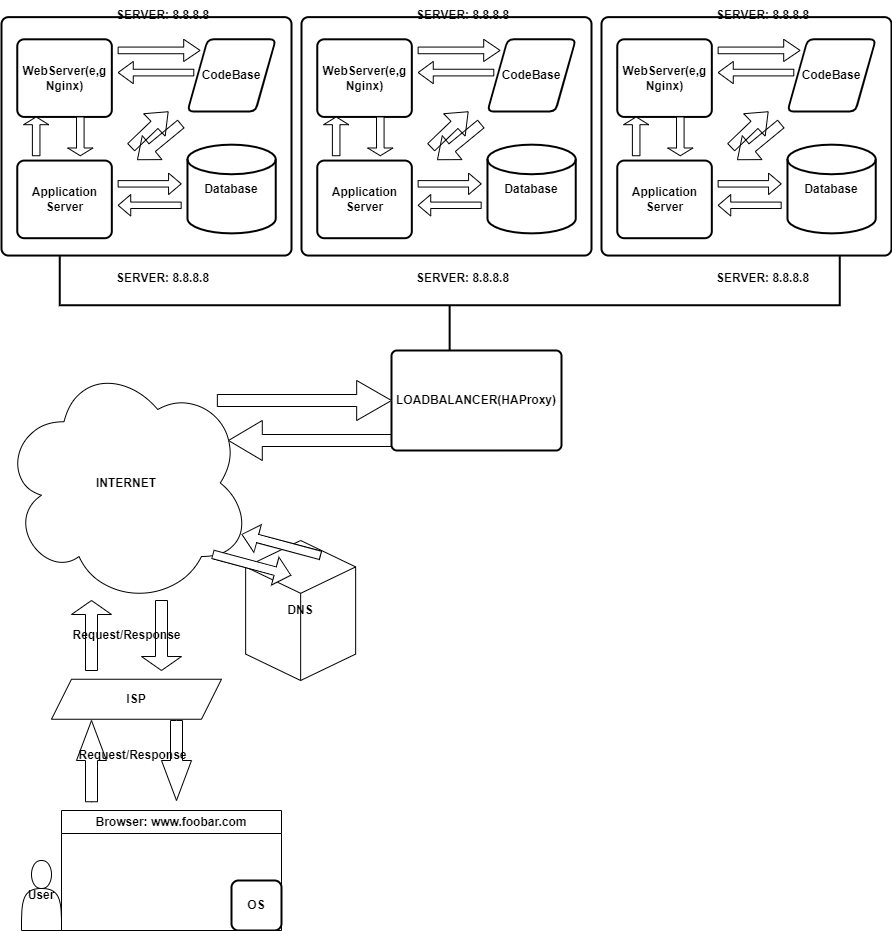 SERVER: 8.8.8.8
SERVER: 8.8.8.8
SERVER: 8.8.8.8
WebServer(e,g
Nginx)
CodeBase
WebServer(e,g
Nginx)
CodeBase
WebServer(e,g
Nginx)
CodeBase
Application
Server
Database
Application
Server
Database
Application
Server
Database
SERVER: 8.8.8.8
SERVER: 8.8.8.8
SERVER: 8.8.8.8
LOADBALANCER(HAProxy)
INTERNET
DNS
Request/Response
ISP
Request/Response
Browser: www.foobar.com
User
OS